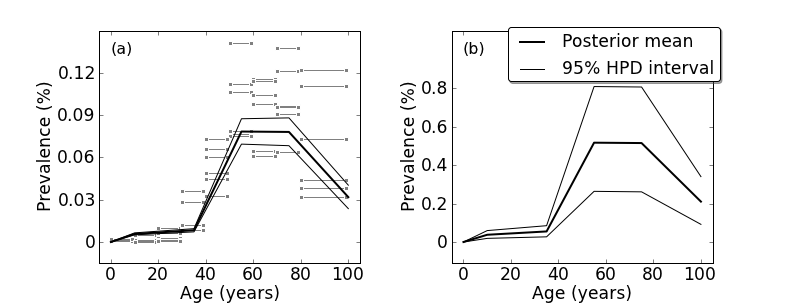 (a)
Prevalence (%)
0.12
0.09
0.06
0.03
0
0 20 40 60 80 100
Age (years)
(b)
Posterior mean
95% HPD interval
Prevalence (%)
0.8
0.6
0.4
0.2
0
0 20 40 60 80 100
Age (years)